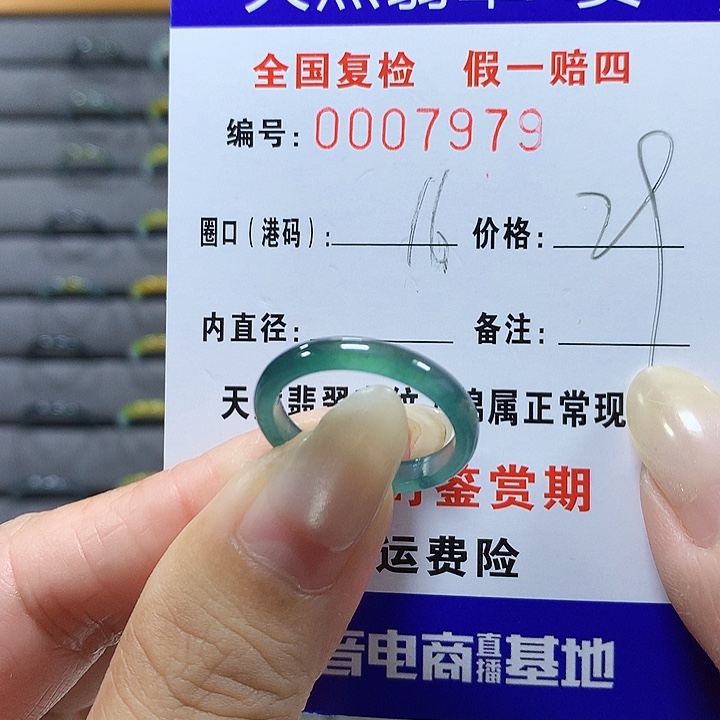 全国复检 假一赔四
编号: 0007979
圈口(港码): 16 价格: 28
内直径: 备注:
天 翡翠 属正常现
鉴赏期
运费险
音电商直播基地